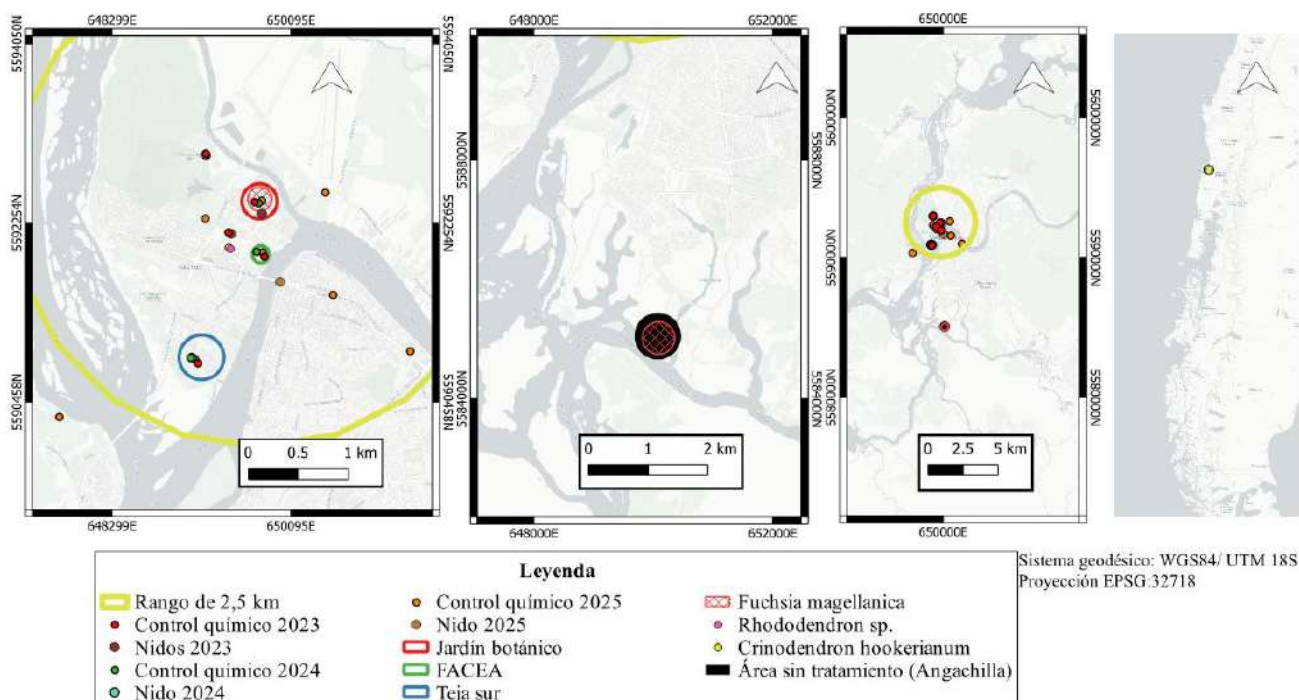 648299E 650095E
648000E 652000E
650000E
5594050N
5594050N
5592254N
5592254N
5590458N
5590458N
5588000N
5588000N
5584000N
5584000N
5600000N
5600000N
5590000N
5590000N
5580000N
5580000N
0 0.5 1 km
0 1 2 km
0 2.5 5 km
648299E 650095E
648000E 652000E
650000E
Leyenda
Rango de 2,5 km
Control químico 2023
Nidos 2023
Control químico 2024
Nido 2024
Control químico 2025
Nido 2025
Jardín botánico
FACEA
Teja sur
Fuchsia magellanica
Rhododendron sp.
Crinodendron hookerianum
Área sin tratamiento (Angachilla)
Sistema geodésico: WGS84/ UTM 18S
Proyección EPSG:32718